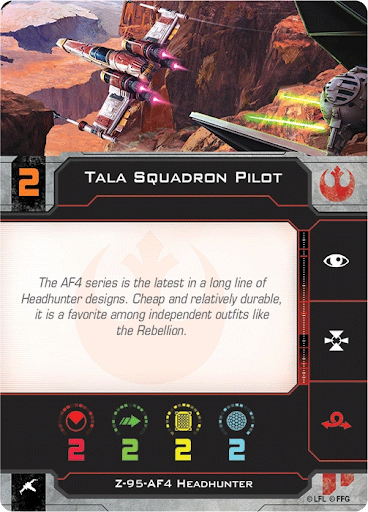 2 TALA SQUADRON PILOT
The AF4 series is the latest in a long line of
Headhunter designs. Cheap and relatively durable,
it is a favorite among independent outfits like
the Rebellion.
2 2 2 2
Z-95-AF4 HEADHUNTER
© LFL © FFG